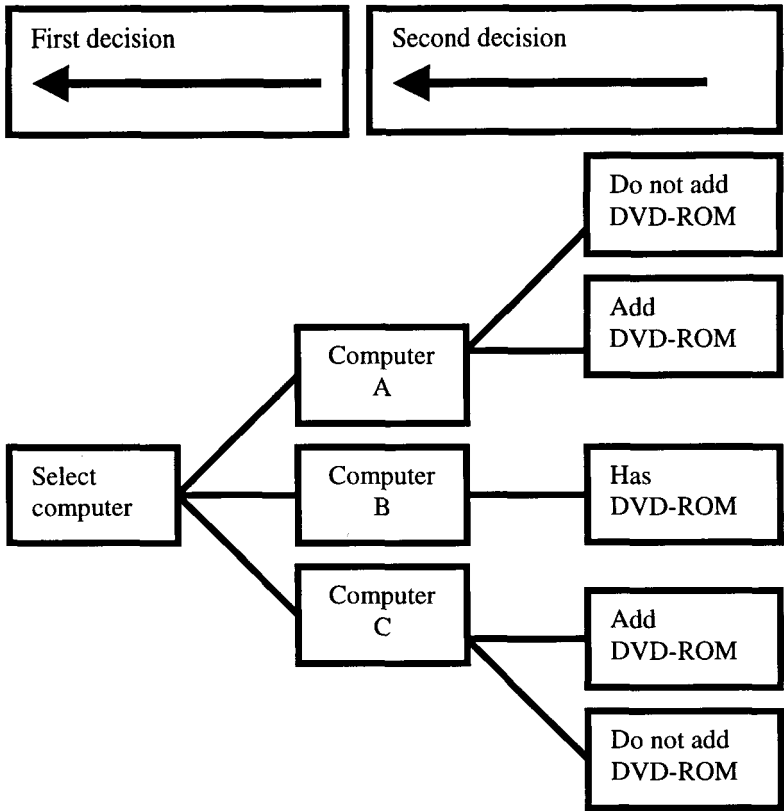 First decision
Second decision
Do not add
DVD-ROM
Add
DVD-ROM
Computer
A
Select
computer
Computer
B
Has
DVD-ROM
Computer
C
Add
DVD-ROM
Do not add
DVD-ROM